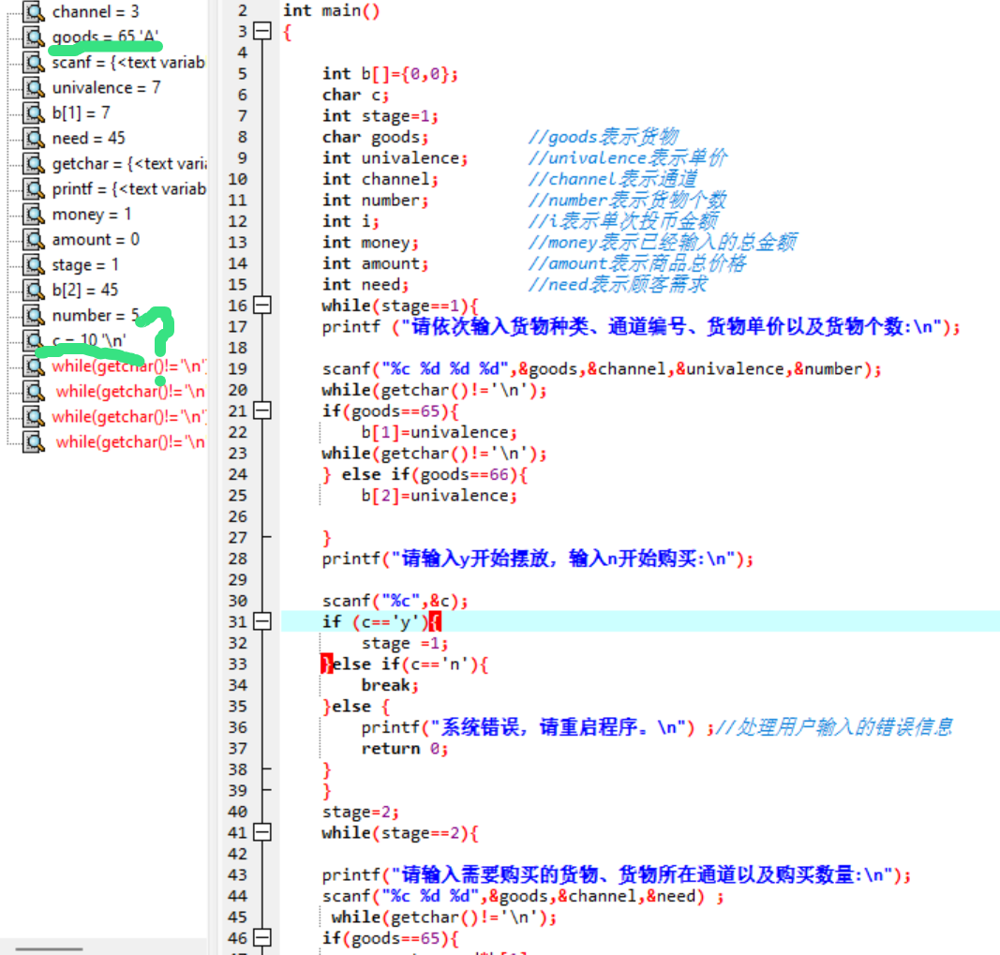 channel = 3
goods = 65 'A'
scanf = {<text variab
univalence = 7
b[1] = 7
need = 45
getchar = {<text varia
printf = {<text variab
money = 1
amount = 0
stage = 1
b[2] = 45
number = 5
?
c = 10 '\n'
while(getchar()!='\n'
while(getchar()!='\n
while(getchar()!='\n'
while(getchar()!='\n
2 int main()
3 {
4
5 int b[]={0,0};
6 char c;
7 int stage=1;
8 char goods; //goods表示货物
9 int univalence; //univalence表示单价
10 int channel; //channel表示通道
11 int number; //number表示货物个数
12 int i; //i表示单次投币金额
13 int money; //money表示已经输入的总金额
14 int amount; //amount表示商品总价格
15 int need; //need表示顾客需求
16 while(stage==1){
17 printf ("请依次输入货物种类、通道编号、货物单价以及货物个数:\n");
18
19 scanf("%c %d %d %d",&goods,&channel,&univalence,&number);
20 while(getchar()!='\n');
21 if(goods==65){
22 b[1]=univalence;
23 while(getchar()!='\n');
24 } else if(goods==66){
25 b[2]=univalence;
26
27 }
28 printf("请输入y开始摆放，输入n开始购买:\n");
29
30 scanf("%c",&c);
31 if (c=='y'){
32 stage =1;
33 }else if(c=='n'){
34 break;
35 }else {
36 printf("系统错误，请重启程序。\n") ;//处理用户输入的错误信息
37 return 0;
38 }
39 }
40 stage=2;
41 while(stage==2){
42
43 printf("请输入需要购买的货物、货物所在通道以及购买数量:\n");
44 scanf("%c %d %d",&goods,&channel,&need) ;
45 while(getchar()!='\n');
46 if(goods==65){